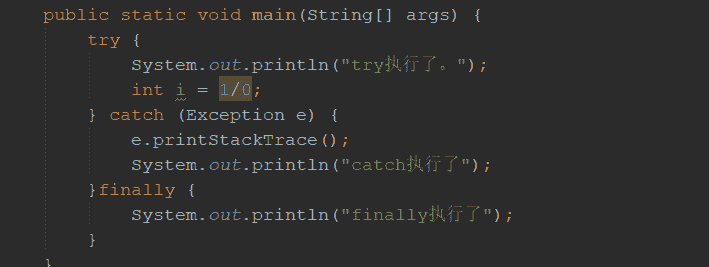 public static void main(String[] args) {
try {
System.out.println("try执行了。");
int i = 1/0;
} catch (Exception e) {
e.printStackTrace();
System.out.println("catch执行了");
}finally {
System.out.println("finally执行了");
}
}